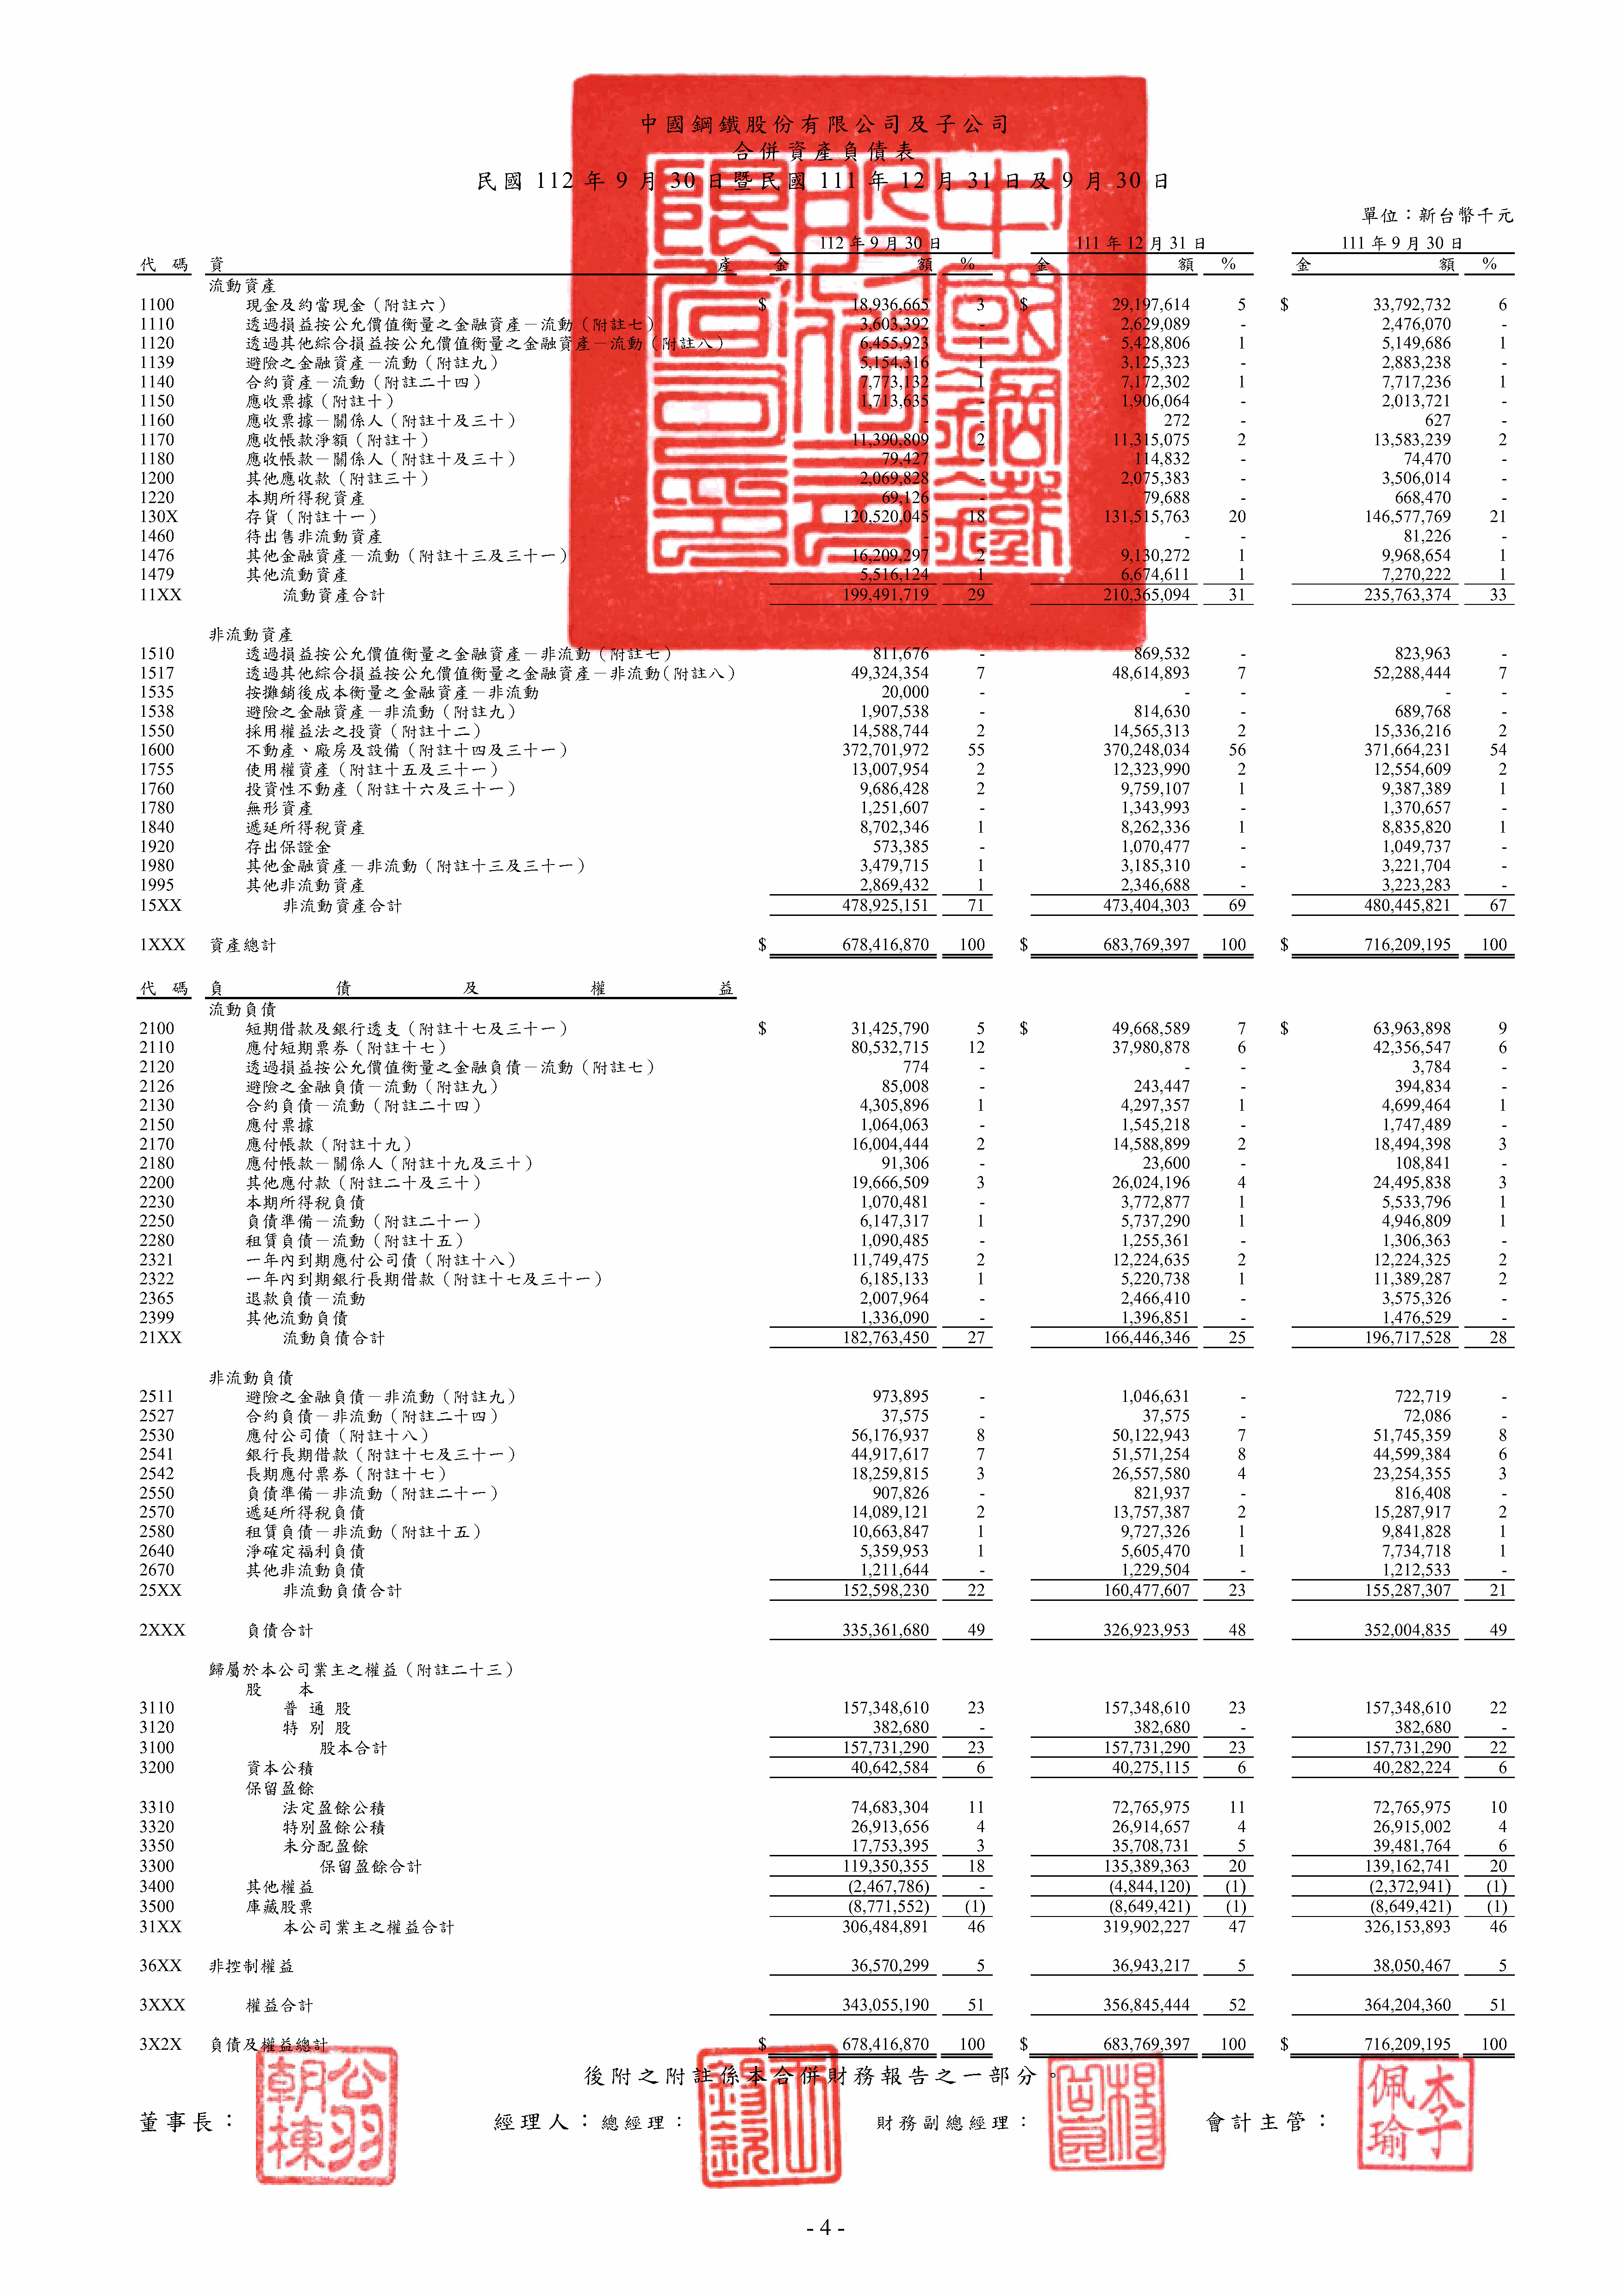 中國鋼鐵股份有限公司及子公司
合併資產負債表
民國 112 年 9 月 30 日暨民國 111 年 12 月 31 日及 9 月 30 日
單位：新台幣千元
112 年 9 月 30 日 111 年 12 月 31 日 111 年 9 月 30 日
代 碼 資 產 金 額 % 金 額 % 金 額 %
流動資產
1100 現金及約當現金（附註六） $ 18,936,665 3 $ 29,197,614 5 $ 33,792,732 6
1110 透過損益按公允價值衡量之金融資產－流動（附註七） 3,603,392 - 2,629,089 - 2,476,070 -
1120 透過其他綜合損益按公允價值衡量之金融資產－流動（附註八） 6,455,923 1 5,428,806 1 5,149,686 1
1139 避險之金融資產－流動（附註九） 5,154,316 1 3,125,323 - 2,883,238 -
1140 合約資產－流動（附註二十四） 7,773,132 1 7,172,302 1 7,717,236 1
1150 應收票據（附註十） 1,713,635 - 1,906,064 - 2,013,721 -
1160 應收票據－關係人（附註十及三十） - - 272 - 627 -
1170 應收帳款淨額（附註十） 11,390,809 2 11,315,075 2 13,583,239 2
1180 應收帳款－關係人（附註十及三十） 79,427 - 114,832 - 74,470 -
1200 其他應收款（附註三十） 2,069,828 - 2,075,383 - 3,506,014 -
1220 本期所得稅資產 69,126 - 79,688 - 668,470 -
130X 存貨（附註十一） 120,520,045 18 131,515,763 20 146,577,769 21
1460 待出售非流動資產 - - - - 81,226 -
1476 其他金融資產－流動（附註十三及三十一） 16,209,297 2 9,130,272 1 9,968,654 1
1479 其他流動資產 5,516,124 1 6,674,611 1 7,270,222 1
11XX 流動資產合計 199,491,719 29 210,365,094 31 235,763,374 33
非流動資產
1510 透過損益按公允價值衡量之金融資產－非流動（附註七） 811,676 - 869,532 - 823,963 -
1517 透過其他綜合損益按公允價值衡量之金融資產－非流動（附註八） 49,324,354 7 48,614,893 7 52,288,444 7
1535 按攤銷後成本衡量之金融資產－非流動 20,000 - - - - -
1538 避險之金融資產－非流動（附註九） 1,907,538 - 814,630 - 689,768 -
1550 採用權益法之投資（附註十二） 14,588,744 2 14,565,313 2 15,336,216 2
1600 不動產、廠房及設備（附註十四及三十一） 372,701,972 55 370,248,034 56 371,664,231 54
1755 使用權資產（附註十五及三十一） 13,007,954 2 12,323,990 2 12,554,609 2
1760 投資性不動產（附註十六及三十一） 9,686,428 2 9,759,107 1 9,387,389 1
1780 無形資產 1,251,607 - 1,343,993 - 1,370,657 -
1840 遞延所得稅資產 8,702,346 1 8,262,336 1 8,835,820 1
1920 存出保證金 573,385 - 1,070,477 - 1,049,737 -
1980 其他金融資產－非流動（附註十三及三十一） 3,479,715 1 3,185,310 - 3,221,704 -
1995 其他非流動資產 2,869,432 1 2,346,688 - 3,223,283 -
15XX 非流動資產合計 478,925,151 71 473,404,303 69 480,445,821 67
1XXX 資產總計 $ 678,416,870 100 $ 683,769,397 100 $ 716,209,195 100
代 碼 負 債 及 權 益
流動負債
2100 短期借款及銀行透支（附註十七及三十一） $ 31,425,790 5 $ 49,668,589 7 $ 63,963,898 9
2110 應付短期票券（附註十七） 80,532,715 12 37,980,878 6 42,356,547 6
2120 透過損益按公允價值衡量之金融負債－流動（附註七） 774 - - - 3,784 -
2126 避險之金融負債－流動（附註九） 85,008 - 243,447 - 394,834 -
2130 合約負債－流動（附註二十四） 4,305,896 1 4,297,357 1 4,699,464 1
2150 應付票據 1,064,063 - 1,545,218 - 1,747,489 -
2170 應付帳款（附註十九） 16,004,444 2 14,588,899 2 18,494,398 3
2180 應付帳款－關係人（附註十九及三十） 91,306 - 23,600 - 108,841 -
2200 其他應付款（附註二十及三十） 19,666,509 3 26,024,196 4 24,495,838 3
2230 本期所得稅負債 1,070,481 - 3,772,877 1 5,533,796 1
2250 負債準備－流動（附註二十一） 6,147,317 1 5,737,290 1 4,946,809 1
2280 租賃負債－流動（附註十五） 1,090,485 - 1,255,361 - 1,306,363 -
2321 一年內到期應付公司債（附註十八） 11,749,475 2 12,224,635 2 12,224,325 2
2322 一年內到期銀行長期借款（附註十七及三十一） 6,185,133 1 5,220,738 1 11,389,287 2
2365 退款負債－流動 2,007,964 - 2,466,410 - 3,575,326 -
2399 其他流動負債 1,336,090 - 1,396,851 - 1,476,529 -
21XX 流動負債合計 182,763,450 27 166,446,346 25 196,717,528 28
非流動負債
2511 避險之金融負債－非流動（附註九） 973,895 - 1,046,631 - 722,719 -
2527 合約負債－非流動（附註二十四） 37,575 - 37,575 - 72,086 -
2530 應付公司債（附註十八） 56,176,937 8 50,122,943 7 51,745,359 8
2541 銀行長期借款（附註十七及三十一） 44,917,617 7 51,571,254 8 44,599,384 6
2542 長期應付票券（附註十七） 18,259,815 3 26,557,580 4 23,254,355 3
2550 負債準備－非流動（附註二十一） 907,826 - 821,937 - 816,408 -
2570 遞延所得稅負債 14,089,121 2 13,757,387 2 15,287,917 2
2580 租賃負債－非流動（附註十五） 10,663,847 1 9,727,326 1 9,841,828 1
2640 淨確定福利負債 5,359,953 1 5,605,470 1 7,734,718 1
2670 其他非流動負債 1,211,644 - 1,229,504 - 1,212,533 -
25XX 非流動負債合計 152,598,230 22 160,477,607 23 155,287,307 21
2XXX 負債合計 335,361,680 49 326,923,953 48 352,004,835 49
歸屬於本公司業主之權益（附註二十三）
股 本
3110 普 通 股 157,348,610 23 157,348,610 23 157,348,610 22
3120 特 別 股 382,680 - 382,680 - 382,680 -
3100 股本合計 157,731,290 23 157,731,290 23 157,731,290 22
3200 資本公積 40,642,584 6 40,275,115 6 40,282,224 6
保留盈餘
3310 法定盈餘公積 74,683,304 11 72,765,975 11 72,765,975 10
3320 特別盈餘公積 26,913,656 4 26,914,657 4 26,915,002 4
3350 未分配盈餘 17,753,395 3 35,708,731 5 39,481,764 6
3300 保留盈餘合計 119,350,355 18 135,389,363 20 139,162,741 20
3400 其他權益 (2,467,786) - (4,844,120) (1) (2,372,941) (1)
3500 庫藏股票 (8,771,552) (1) (8,649,421) (1) (8,649,421) (1)
31XX 本公司業主之權益合計 306,484,891 46 319,902,227 47 326,153,893 46
36XX 非控制權益 36,570,299 5 36,943,217 5 38,050,467 5
3XXX 權益合計 343,055,190 51 356,845,444 52 364,204,360 51
3X2X 負債及權益總計 $ 678,416,870 100 $ 683,769,397 100 $ 716,209,195 100
後附之附註係本合併財務報告之一部分。
董事長： 經理人：總經理： 財務副總經理： 會計主管：
- 4 -